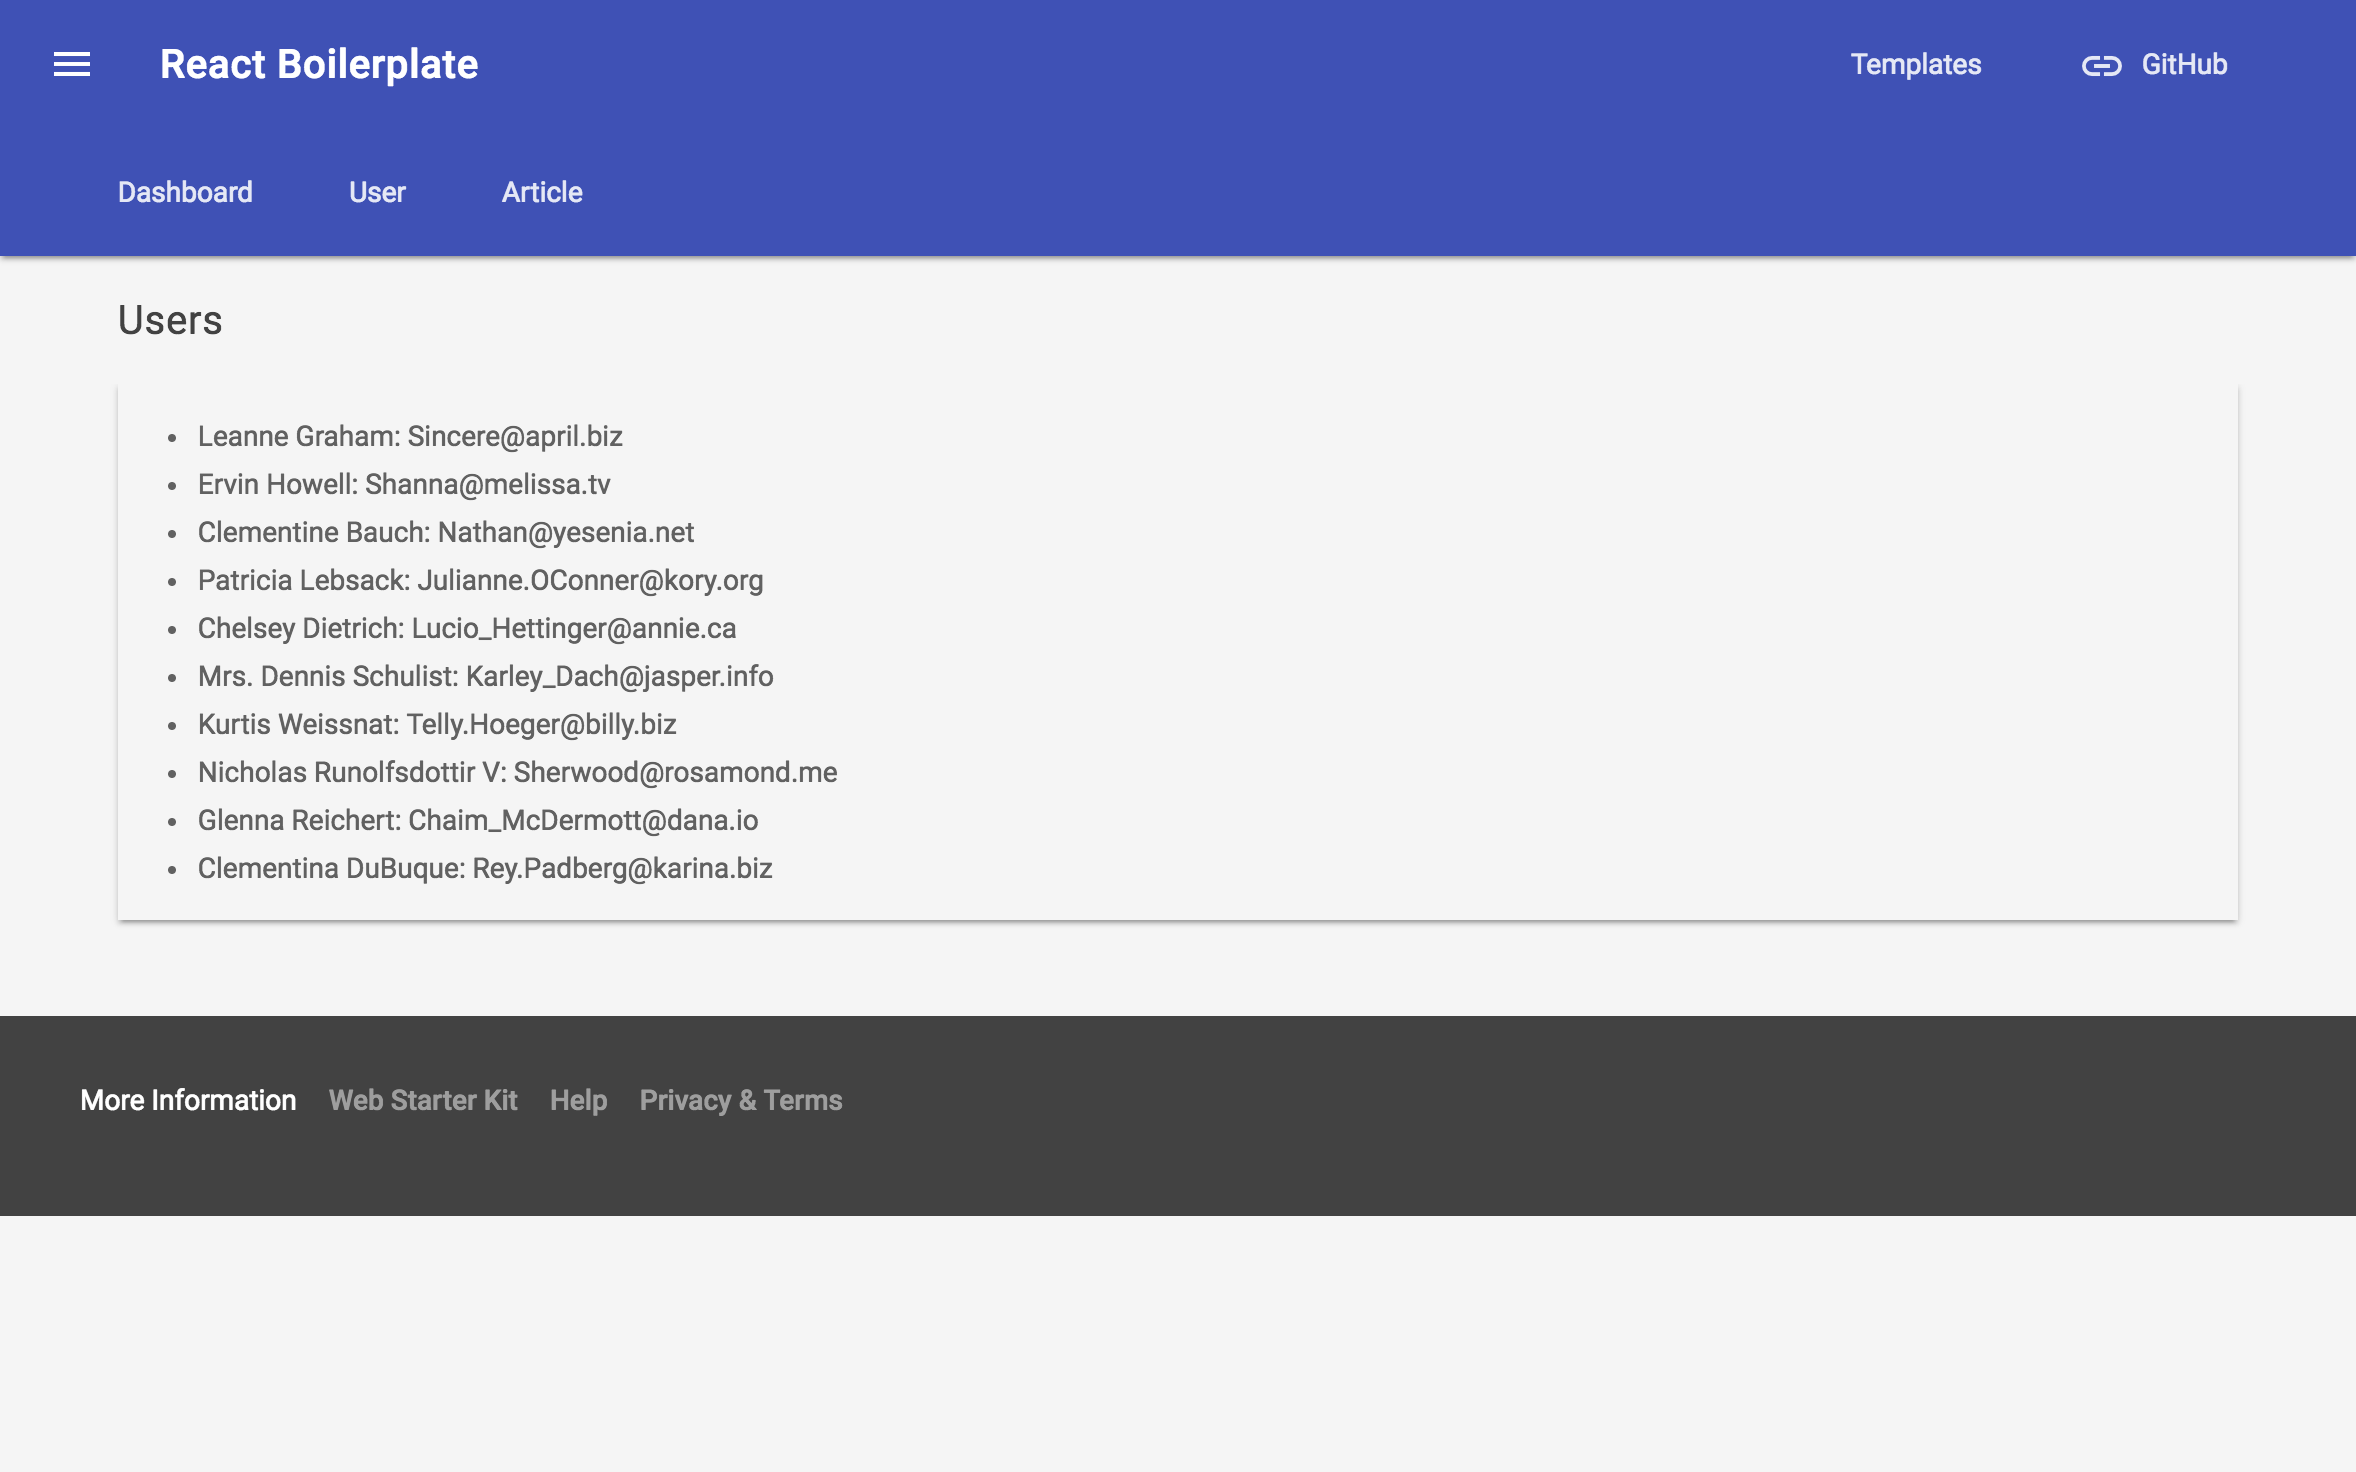 React Boilerplate
Templates
GitHub
Dashboard
User
Article
Users
• Leanne Graham: Sincere@april.biz
• Ervin Howell: Shanna@melissa.tv
• Clementine Bauch: Nathan@yesenia.net
• Patricia Lebsack: Julianne.OConner@kory.org
• Chelsey Dietrich: Lucio_Hettinger@annie.ca
• Mrs. Dennis Schulist: Karley_Dach@jasper.info
• Kurtis Weissnat: Telly.Hoeger@billy.biz
• Nicholas Runolfsdottir V: Sherwood@rosamond.me
• Glenna Reichert: Chaim_McDermott@dana.io
• Clementina DuBuque: Rey.Padberg@karina.biz
More Information
Web Starter Kit
Help
Privacy & Terms